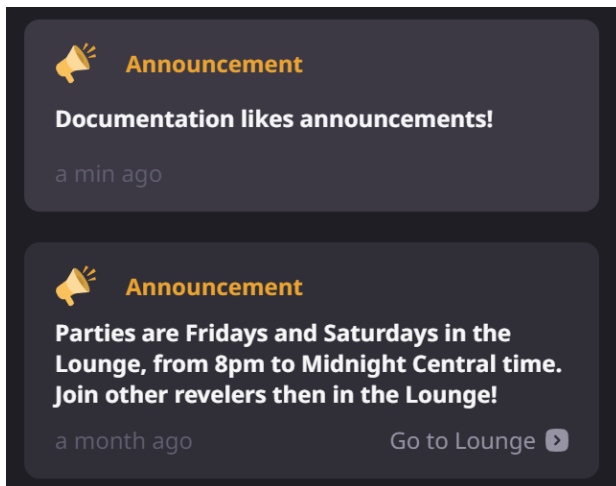 Announcement
Documentation likes announcements!
a min ago
Announcement
Parties are Fridays and Saturdays in the
Lounge, from 8pm to Midnight Central time.
Join other revelers then in the Lounge!
a month ago Go to Lounge